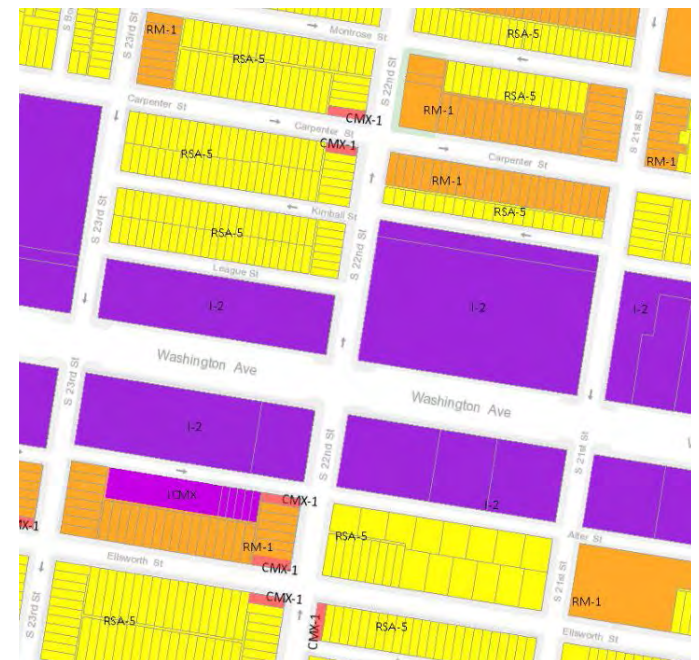 S 23rd St
Montrose St
RM-1
RSA-5
S 22nd St
RSA-5
RM-1
S 21st St
Carpenter St
Carpenter St
CMX-1
CMX-1
RSA-5
Carpenter St
RM-1
RM-1
Kimball St
RSA-5
RSA-5
S 23rd St
S 22nd St
League St
I-2
I-2
I-2
Washington Ave
Washington Ave
S 23rd St
I-2
S 22nd St
S 21st St
ICMX
CMX-1
I-2
RSA-5
Alter St
RM-1
Ellsworth St
CMX-1
S 21st St
RM-1
CMX-1
S 23rd St
RSA-5
CMX-1
RSA-5
Ellsworth St